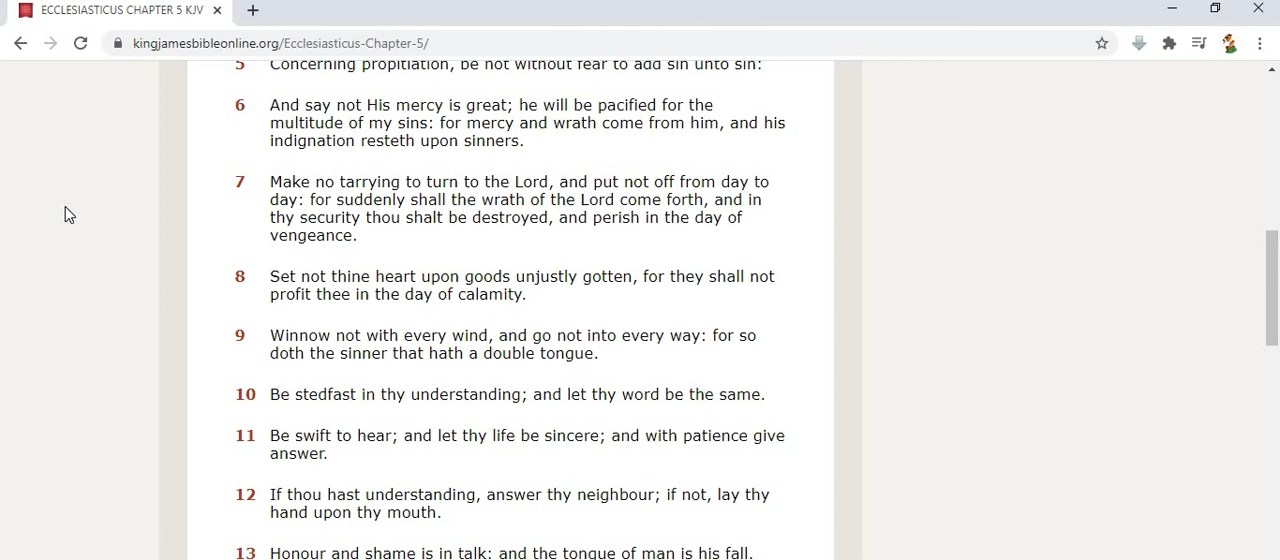 ECCLESIASTICUS CHAPTER 5 KJV
kingjamesbibleonline.org/Ecclesiasticus-Chapter-5/
5 Concerning propitiation, be not without fear to add sin unto sin:
6 And say not His mercy is great; he will be pacified for the
multitude of my sins: for mercy and wrath come from him, and his
indignation resteth upon sinners.
7 Make no tarrying to turn to the Lord, and put not off from day to
day: for suddenly shall the wrath of the Lord come forth, and in
thy security thou shalt be destroyed, and perish in the day of
vengeance.
8 Set not thine heart upon goods unjustly gotten, for they shall not
profit thee in the day of calamity.
9 Winnow not with every wind, and go not into every way: for so
doth the sinner that hath a double tongue.
10 Be stedfast in thy understanding; and let thy word be the same.
11 Be swift to hear; and let thy life be sincere; and with patience give
answer.
12 If thou hast understanding, answer thy neighbour; if not, lay thy
hand upon thy mouth.
13 Honour and shame is in talk: and the tongue of man is his fall.